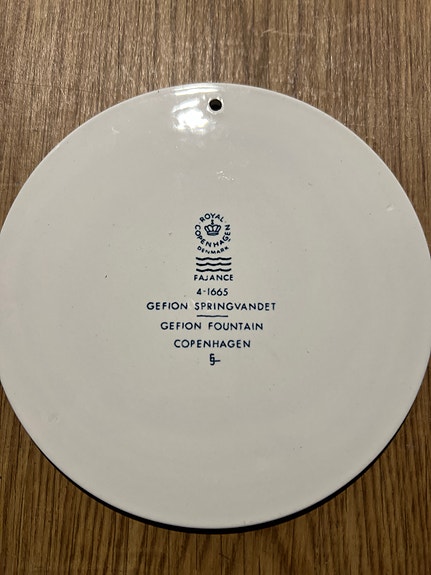 ROYAL
COPENHAGEN
DENMARK
FAJANCE
4-1665
GEFION SPRINGVANDET
GEFION FOUNTAIN
COPENHAGEN